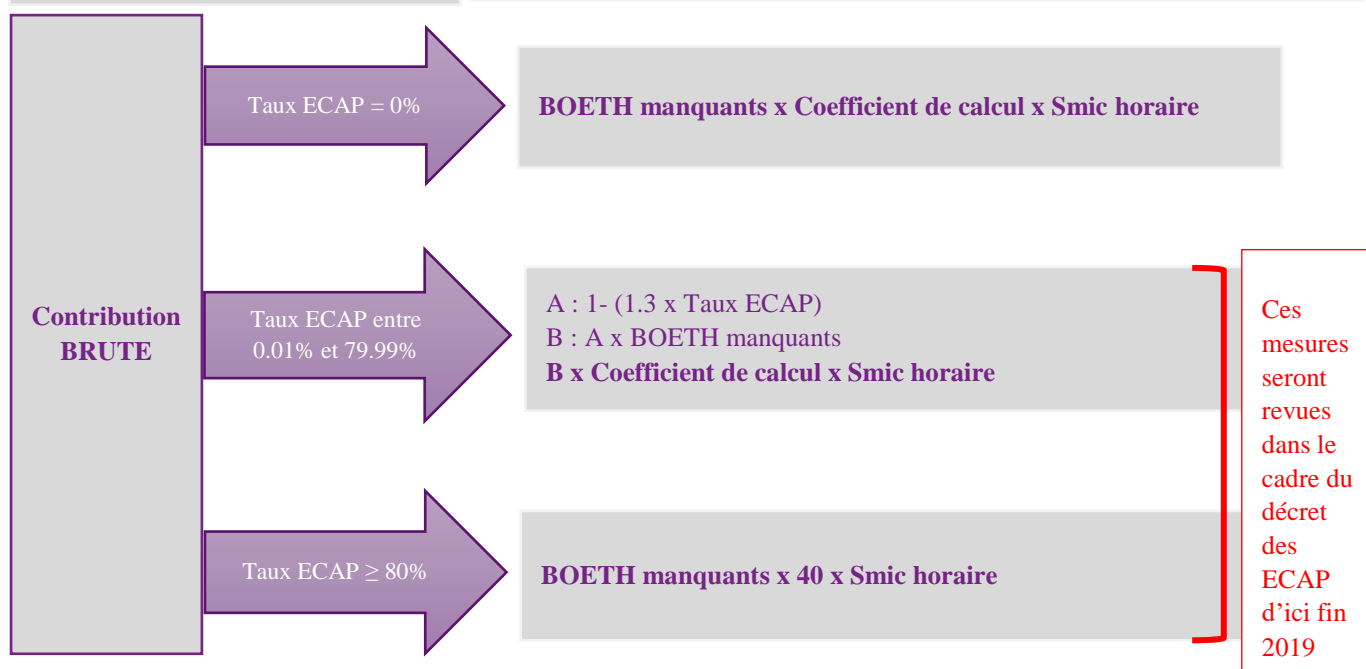 Contribution
BRUTE
Taux ECAP = 0%
BOETH manquants x Coefficient de calcul x Smic horaire
Taux ECAP entre
0.01% et 79.99%
A : 1- (1.3 x Taux ECAP)
B : A x BOETH manquants
B x Coefficient de calcul x Smic horaire
Taux ECAP ≥ 80%
BOETH manquants x 40 x Smic horaire
Ces
mesures
seront
revues
dans le
cadre du
décret
des
ECAP
d’ici fin
2019